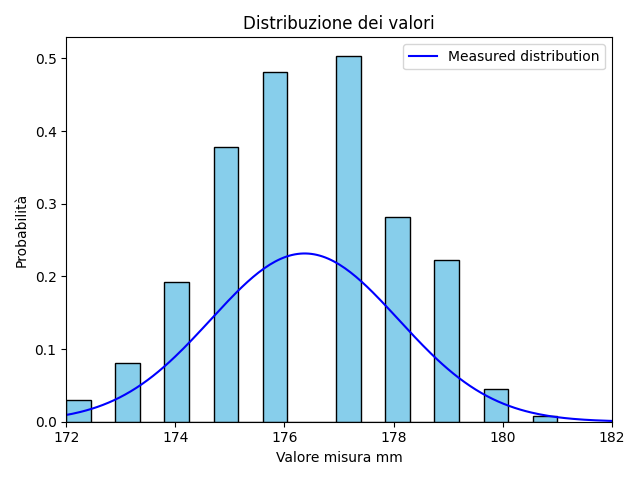 Distribuzione dei valori
Measured distribution
0.5
0.4
0.3
0.2
0.1
0.0
Probabilità
172 174 176 178 180 182
Valore misura mm